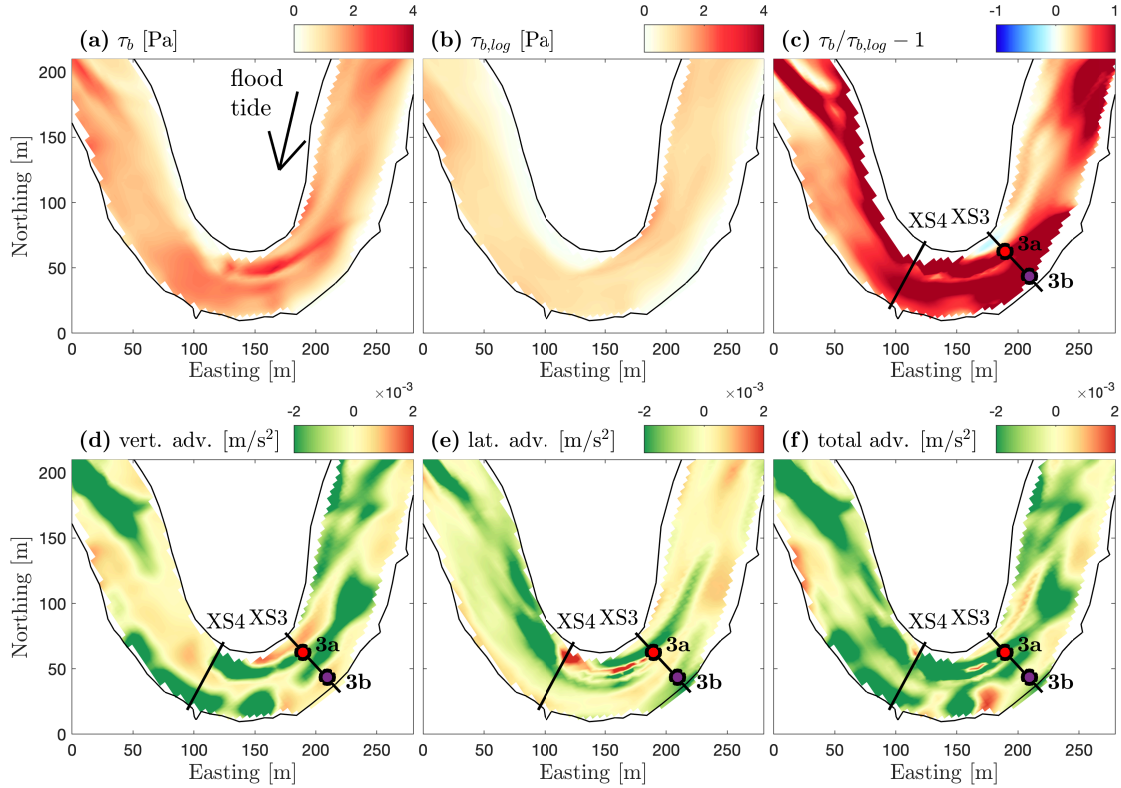 0 2 4
0 2 4
-1 0 1
(a) τ_b [Pa]
(b) τ_{b,log} [Pa]
(c) τ_b/τ_{b,log} − 1
200
150
100
50
0
Northing [m]
flood
tide
XS4
XS3
3a
3b
0 50 100 150 200 250
0 50 100 150 200 250
0 50 100 150 200 250
Easting [m]
Easting [m]
Easting [m]
×10⁻³
×10⁻³
×10⁻³
-2 0 2
-2 0 2
-2 0 2
(d) vert. adv. [m/s²]
(e) lat. adv. [m/s²]
(f) total adv. [m/s²]
200
150
100
50
0
Northing [m]
XS4
XS3
3a
3b
XS4
XS3
3a
3b
XS4
XS3
3a
3b
0 50 100 150 200 250
0 50 100 150 200 250
0 50 100 150 200 250
Easting [m]
Easting [m]
Easting [m]